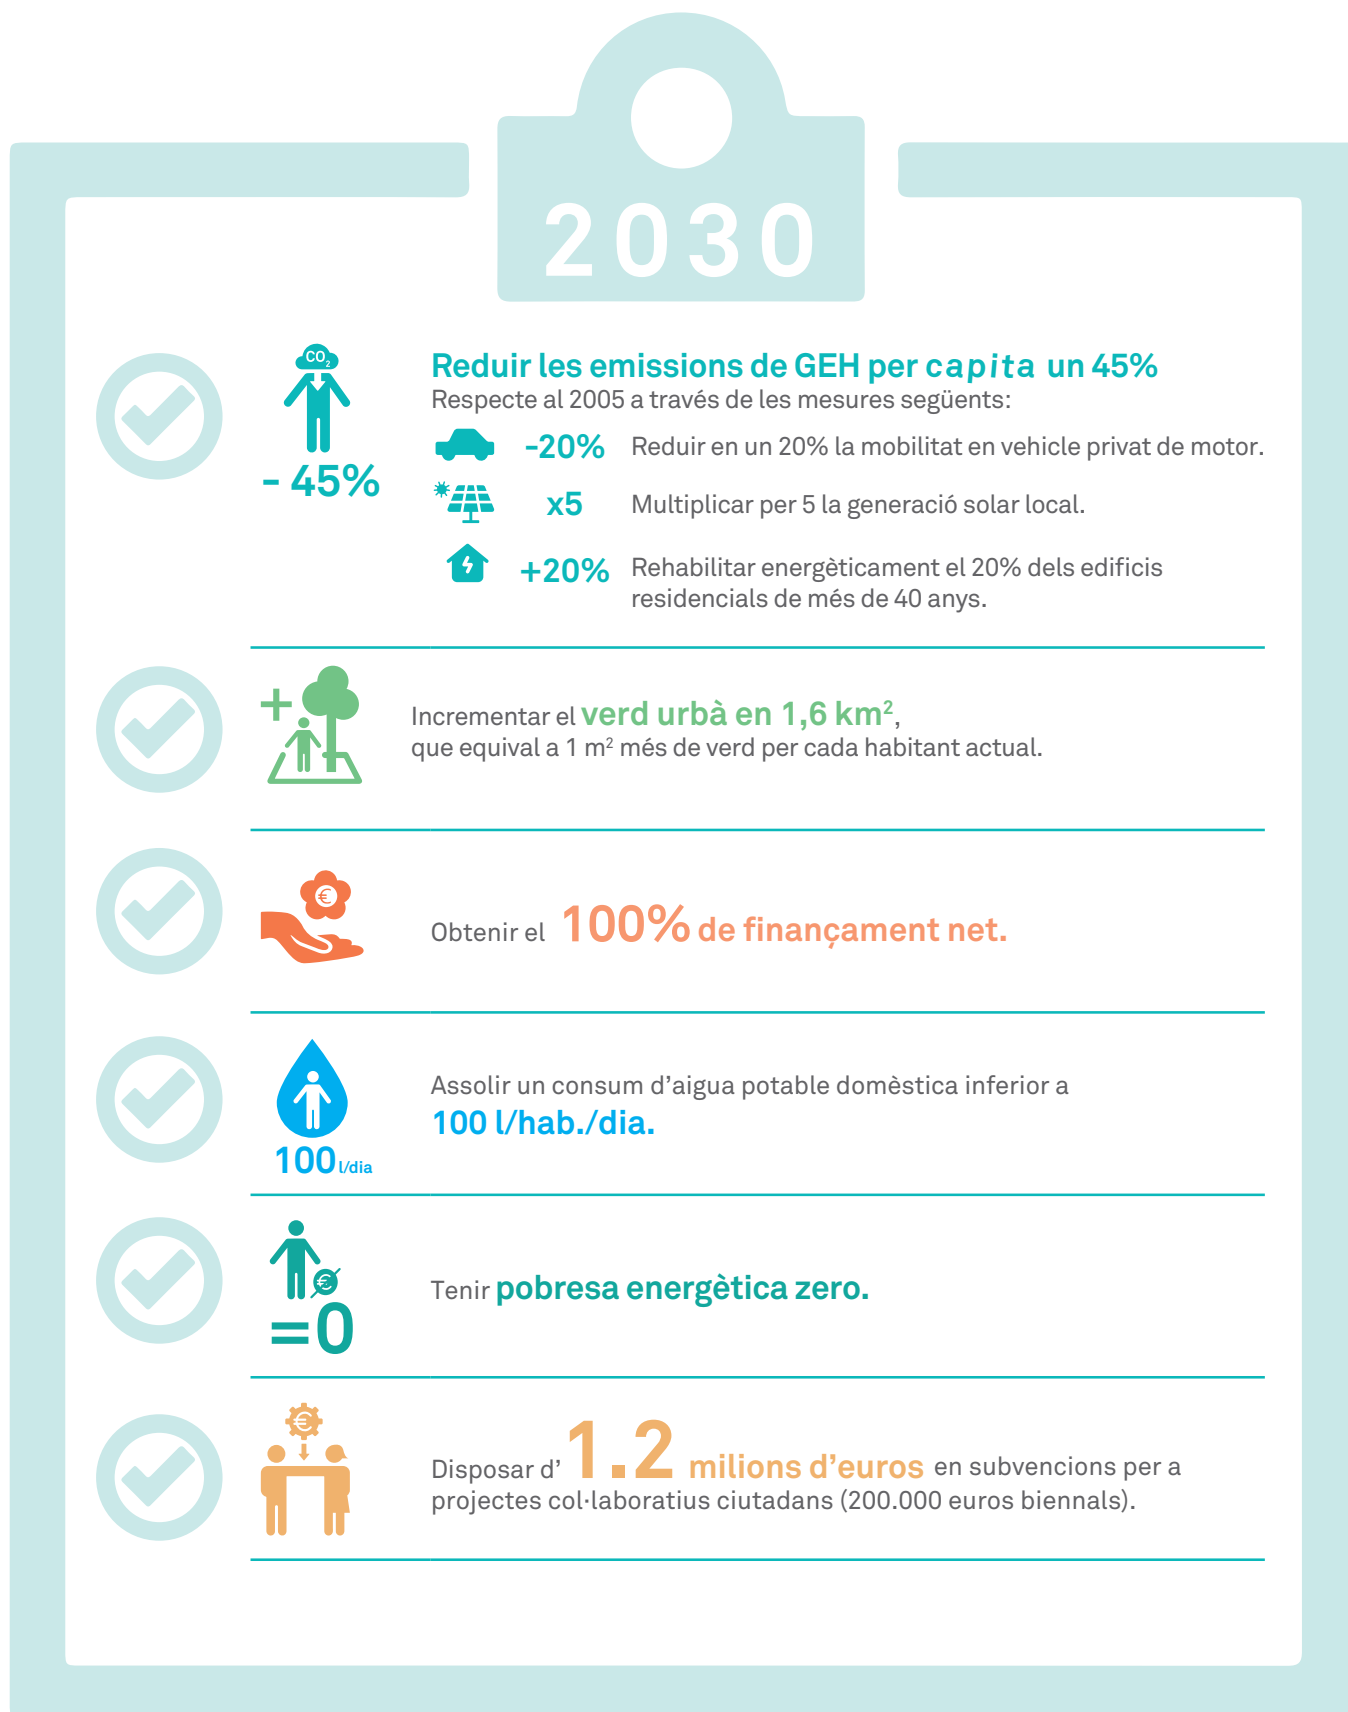 2030
CO₂
- 45%
Reduir les emissions de GEH per capita un 45%
Respecte al 2005 a través de les mesures següents:
-20% Reduir en un 20% la mobilitat en vehicle privat de motor.
x5 Multiplicar per 5 la generació solar local.
+20% Rehabilitar energèticament el 20% dels edificis
residencials de més de 40 anys.
+
Incrementar el verd urbà en 1,6 km²,
que equival a 1 m² més de verd per cada habitant actual.
€
Obtenir el 100% de finançament net.
100 l/dia
Assolir un consum d’aigua potable domèstica inferior a
100 l/hab./dia.
€
=0
Tenir pobresa energètica zero.
€
Disposar d’ 1.2 milions d’euros en subvencions per a
projectes col·laboratius ciutadans (200.000 euros biennals).